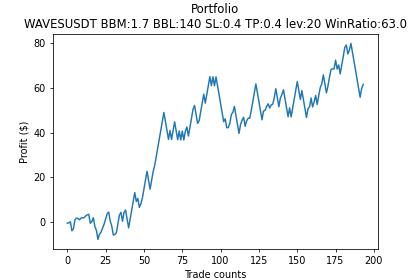 Portfolio
WAVESUSDT BBM:1.7 BBL:140 SL:0.4 TP:0.4 lev:20 WinRatio:63.0
80
60
40
20
0
Profit ($)
0 25 50 75 100 125 150 175 200
Trade counts